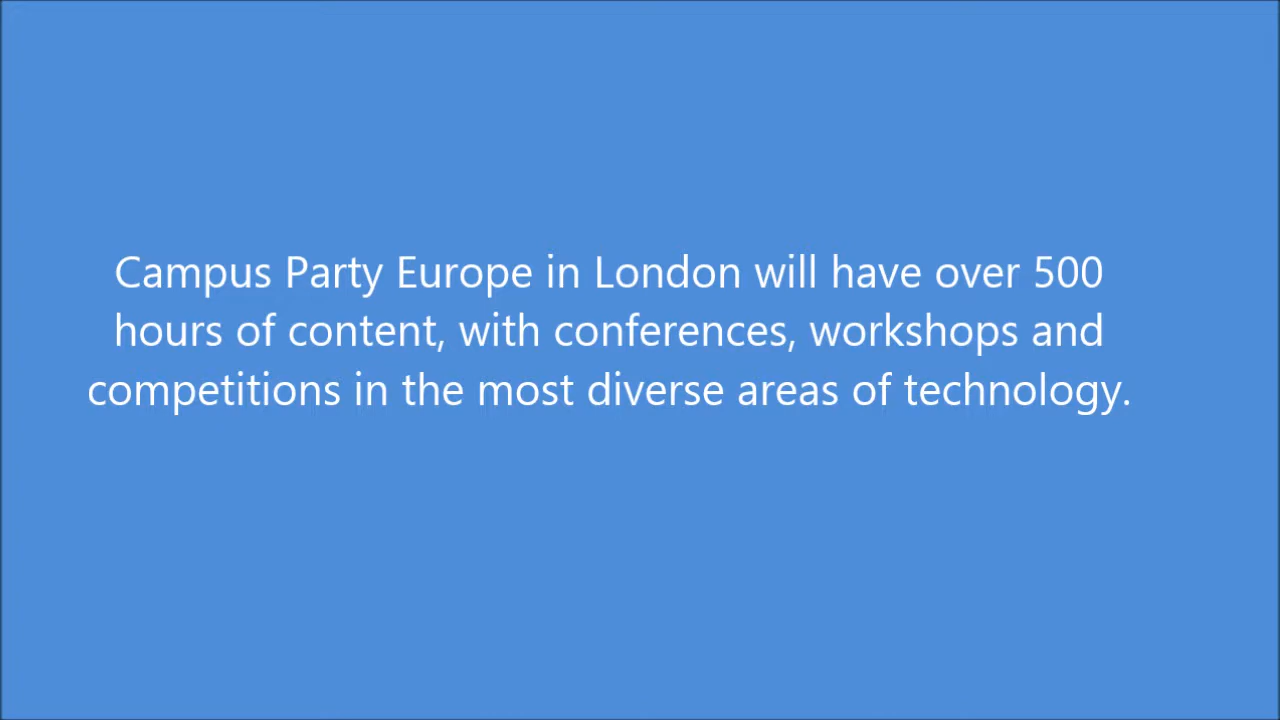 Campus Party Europe in London will have over 500
hours of content, with conferences, workshops and
competitions in the most diverse areas of technology.